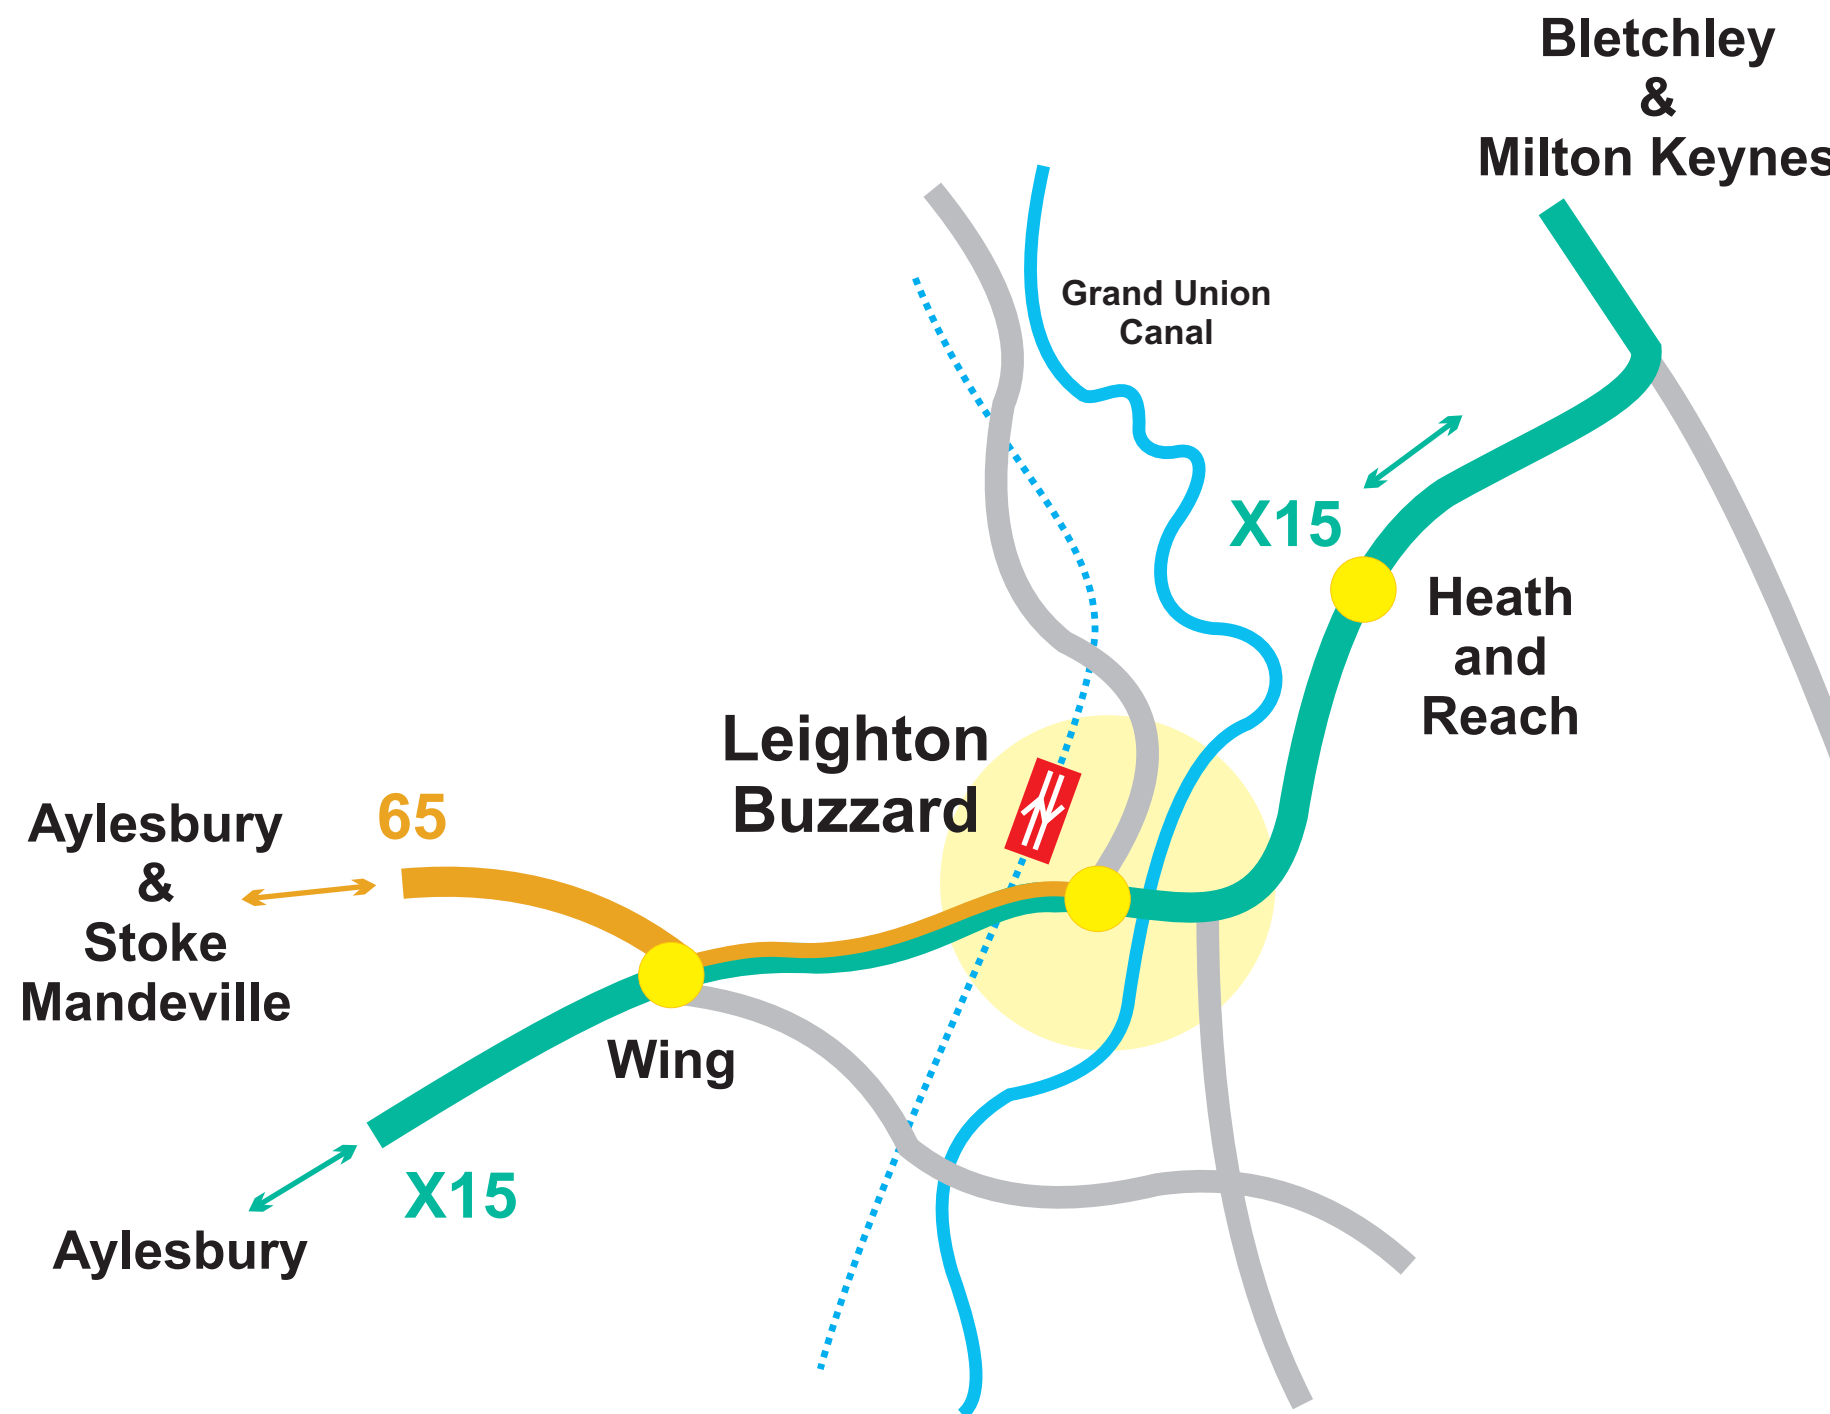 Bletchley
&
Milton Keynes
Grand Union
Canal
X15
Heath
and
Reach
Leighton
Buzzard
65
Aylesbury
&
Stoke
Mandeville
Wing
X15
Aylesbury